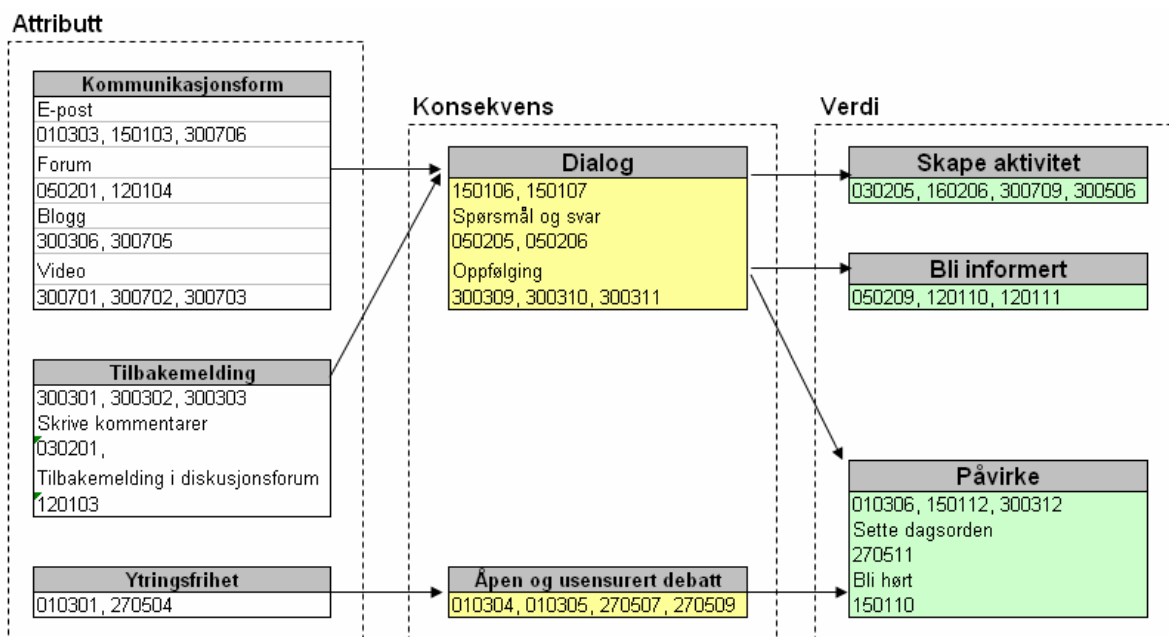 Attributt
Kommunikasjonsform
E-post
010303, 150103, 300706
Forum
050201, 120104
Blogg
300306, 300705
Video
300701, 300702, 300703
Tilbakemelding
300301, 300302, 300303
Skrive kommentarer
030201,
Tilbakemelding i diskusjonsforum
120103
Ytringsfrihet
010301, 270504
Konsekvens
Dialog
150106, 150107
Spørsmål og svar
050205, 050206
Oppfølging
300309, 300310, 300311
Åpen og usensurert debatt
010304, 010305, 270507, 270509
Verdi
Skape aktivitet
030205, 160206, 300709, 300506
Bli informert
050209, 120110, 120111
Påvirke
010306, 150112, 300312
Sette dagsorden
270511
Bli hørt
150110